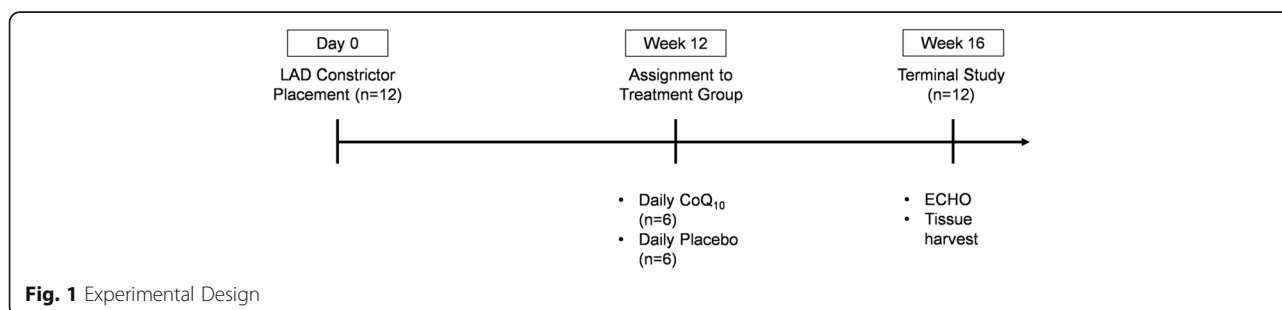 Day 0
LAD Constrictor
Placement (n=12)
Week 12
Assignment to
Treatment Group
Week 16
Terminal Study
(n=12)
• Daily CoQ₁₀
(n=6)
• Daily Placebo
(n=6)
• ECHO
• Tissue
harvest
Fig. 1 Experimental Design